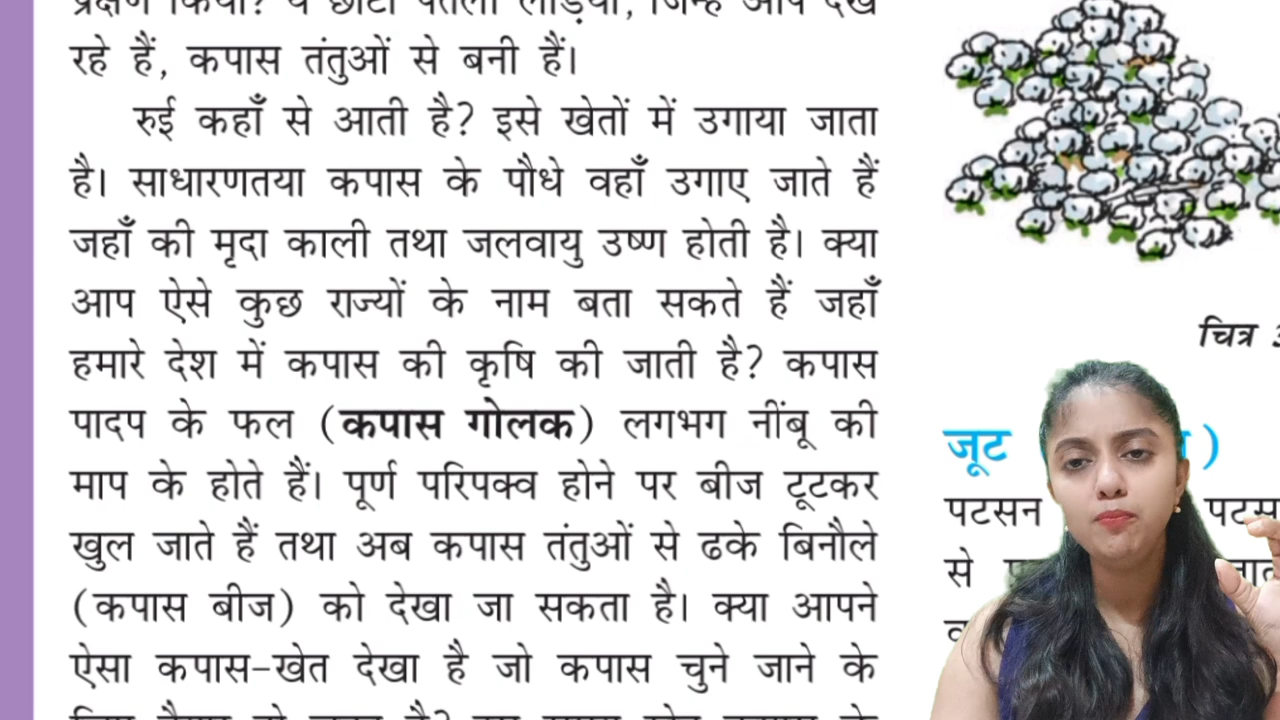 रहे हैं, कपास तंतुओं से बनी हैं।
रुई कहाँ से आती है? इसे खेतों में उगाया जाता
है। साधारणतया कपास के पौधे वहाँ उगाए जाते हैं
जहाँ की मृदा काली तथा जलवायु उष्ण होती है। क्या
आप ऐसे कुछ राज्यों के नाम बता सकते हैं जहाँ
हमारे देश में कपास की कृषि की जाती है? कपास
पादप के फल (कपास गोलक) लगभग नींबू की
माप के होते हैं। पूर्ण परिपक्व होने पर बीज टूटकर
खुल जाते हैं तथा अब कपास तंतुओं से ढके बिनौले
(कपास बीज) को देखा जा सकता है। क्या आपने
ऐसा कपास-खेत देखा है जो कपास चुने जाने के
चित्र
जूट
पटसन
से